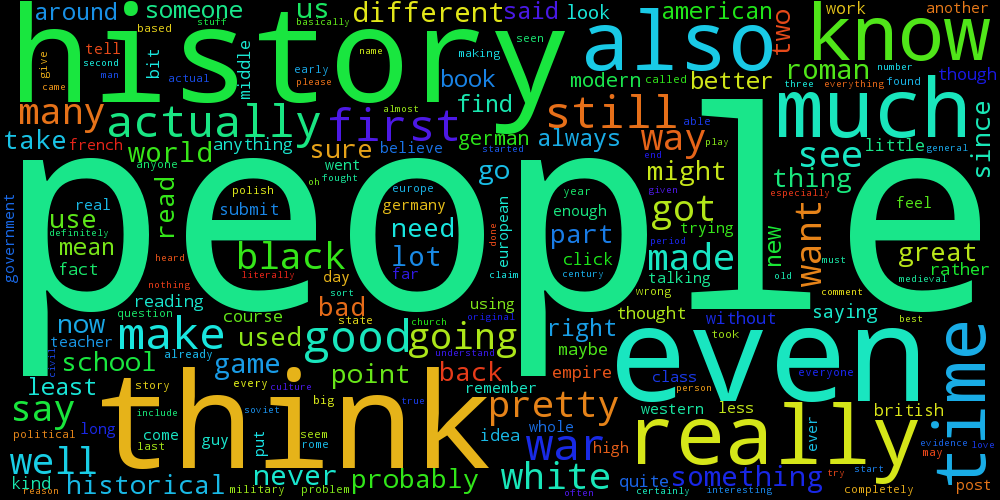 around
someone
us
different
said
look
american
two
work
another
know
history
based
stuff
basically
seen
also
tell
second
man
bit
middle
give
came
actual
early
please
name
making
book
modern
called
better
roman
number
though
three
everything
found
many
actually
first
find
still
almost
much
take
french
world
anything
sure
believe
german
started
always
way
able
play
end
see
little
general
since
anyone
oh
fought
went
go
might
thing
especially
people
government
real
use
definitely
mean
fact
read
polish
submit
europe
germany
need
lot
far
european
done
claim
year
enough
part
click
century
given
got
trying
period
made
talking
new
want
old
must
medieval
feel
great
rather
heard
black
literally
nothing
day
sort
bad
state
church
using
original
wrong
thought
without
took
comment
saying
best
reading
question
course
now
teacher
make
used
good
going
understand
right
maybe
even
time
civil
school
already
game
point
back
empire
class
everyone
person
least
story
every
culture
big
true
remember
say
think
pretty
western
less
really
british
political
long
include
come
last
guy
put
seem
rome
soviet
idea
whole
war
high
ever
evidence
love
may
well
kind
reason
historical
military
never
problem
probably
white
often
quite
certainly
something
interesting
try
start
completely
post